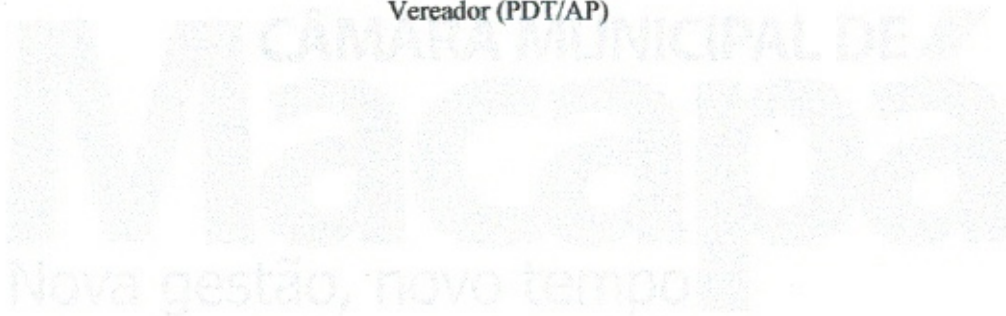 Vereador (PDT/AP)
CÂMARA MUNICIPAL DE
Macapá
Nova gestão, novo tempo